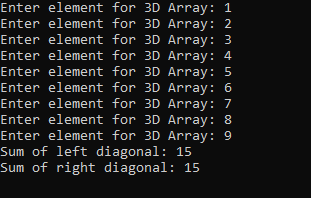 Enter element for 3D Array: 1
Enter element for 3D Array: 2
Enter element for 3D Array: 3
Enter element for 3D Array: 4
Enter element for 3D Array: 5
Enter element for 3D Array: 6
Enter element for 3D Array: 7
Enter element for 3D Array: 8
Enter element for 3D Array: 9
Sum of left diagonal: 15
Sum of right diagonal: 15